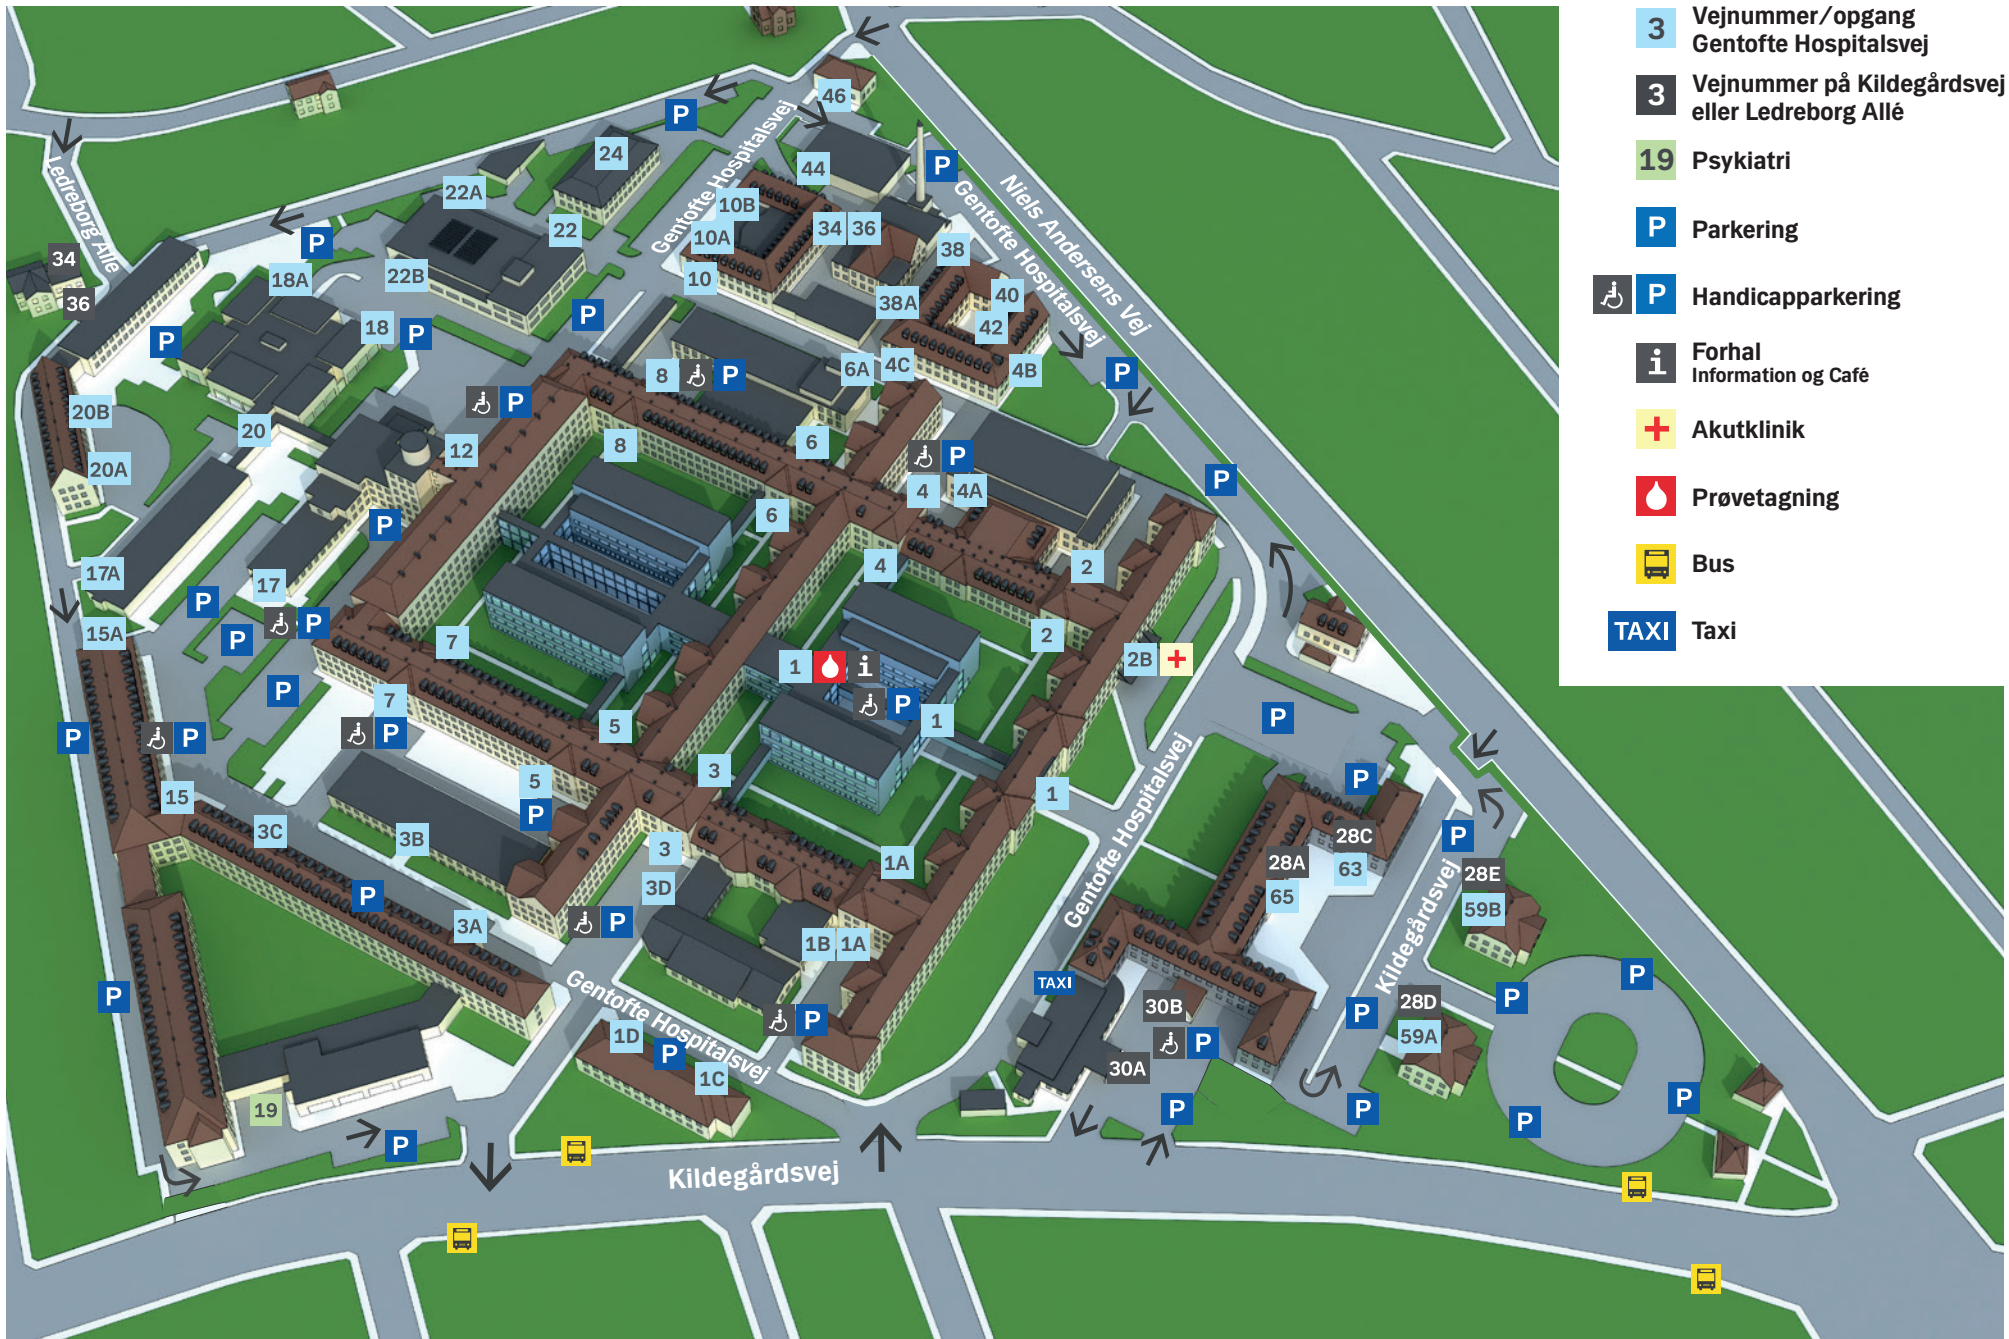 3 Vejnummer/opgang
Gentofte Hospitalsvej
3 Vejnummer på Kildegårdsvej
eller Ledreborg Allé
19 Psykiatri
P Parkering
P Handicapparkering
i Forhal
Information og Café
Akutklinik
Prøvetagning
Bus
TAXI Taxi
46
P
24
44
P
22A
10B
Gentofte Hospitalsvej
Ledreborg Allé
Niels Andersens Vej
Gentofte Hospitalsvej
22
10A
34 36
P
34
38
18A
22B
10
36
38A
40
42
P
18
P
P
8 P
6A
4C
4B
P
P
20B
20
12
8
6
P
4
4A
P
20A
6
P
17A
17
4
2
P
P
15A
P
7
2
1 i
2B
P
7
P
1
P
P
P
P
5
3
5
P
1
Gentofte Hospitalsvej
P
15
3C
3B
3
1A
28C
63
28A
65
P
Kildegårdsvej
28E
59B
P
3D
3A
P
1B 1A
Gentofte Hospitalsvej
TAXI
P
P
P
30B
28D
59A
P
P
1D
P
1C
P
30A
P
P
P
P
P
19
P
Kildegårdsvej